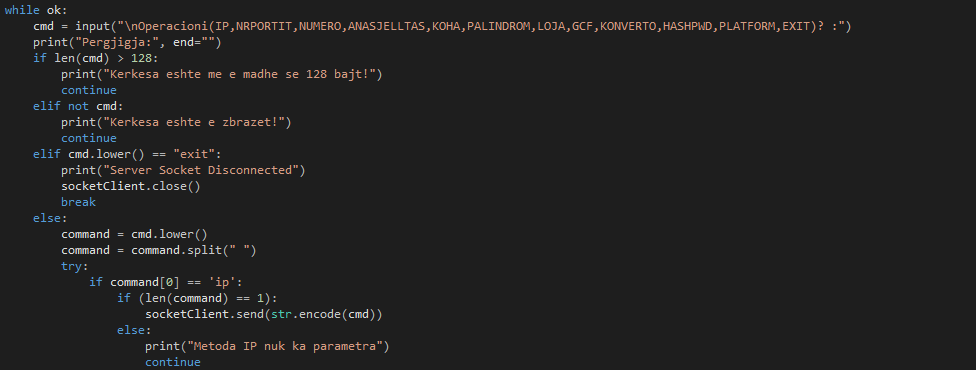 while ok:
    cmd = input("\nOperacioni(IP,NRPORTIT,NUMERO,ANASJELLTAS,KOHA,PALINDROM,LOJA,GCF,KONVERTO,HASHPWD,PLATFORM,EXIT)? :")
    print("Pergjigja:", end="")
    if len(cmd) > 128:
        print("Kerkesa eshte me e madhe se 128 bajt!")
        continue
    elif not cmd:
        print("Kerkesa eshte e zbrazet!")
        continue
    elif cmd.lower() == "exit":
        print("Server Socket Disconnected")
        socketClient.close()
        break
    else:
        command = cmd.lower()
        command = command.split(" ")
        try:
            if command[0] == 'ip':
                if (len(command) == 1):
                    socketClient.send(str.encode(cmd))
                else:
                    print("Metoda IP nuk ka parametra")
                    continue